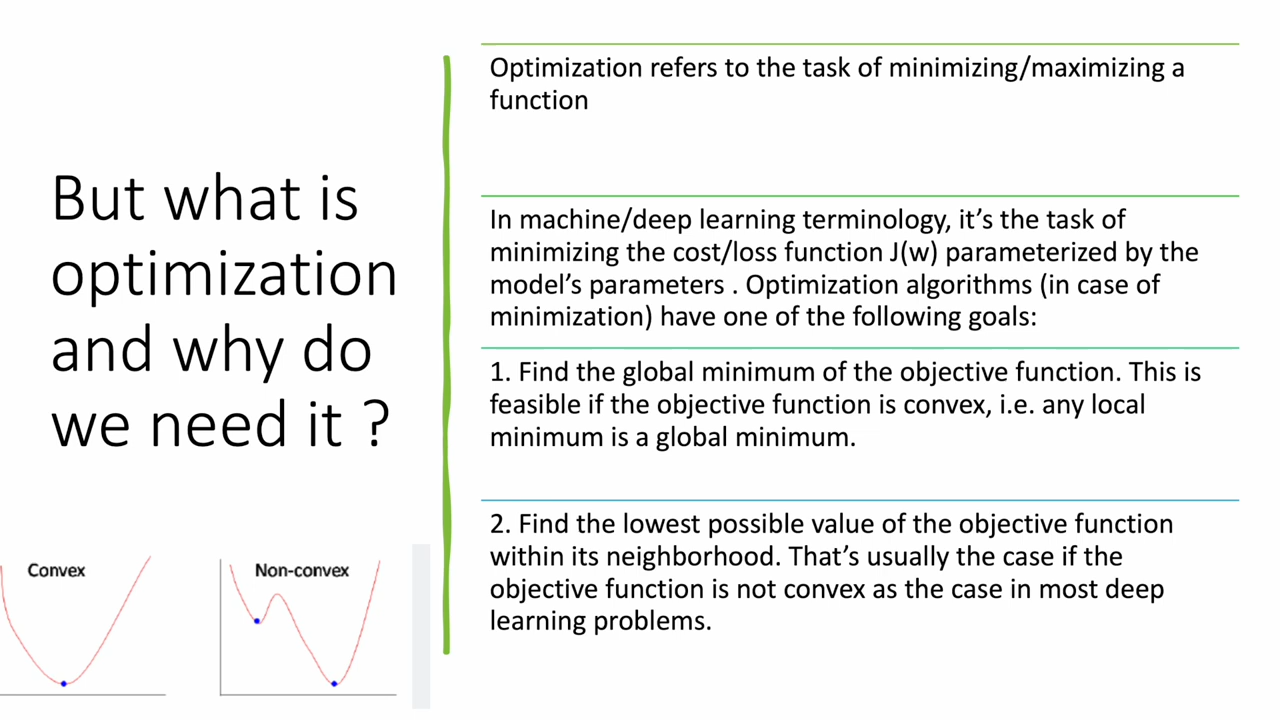 But what is
optimization
and why do
we need it ?
Optimization refers to the task of minimizing/maximizing a
function
In machine/deep learning terminology, it’s the task of
minimizing the cost/loss function J(w) parameterized by the
model’s parameters . Optimization algorithms (in case of
minimization) have one of the following goals:
1. Find the global minimum of the objective function. This is
feasible if the objective function is convex, i.e. any local
minimum is a global minimum.
2. Find the lowest possible value of the objective function
within its neighborhood. That’s usually the case if the
objective function is not convex as the case in most deep
learning problems.
Convex
Non-convex